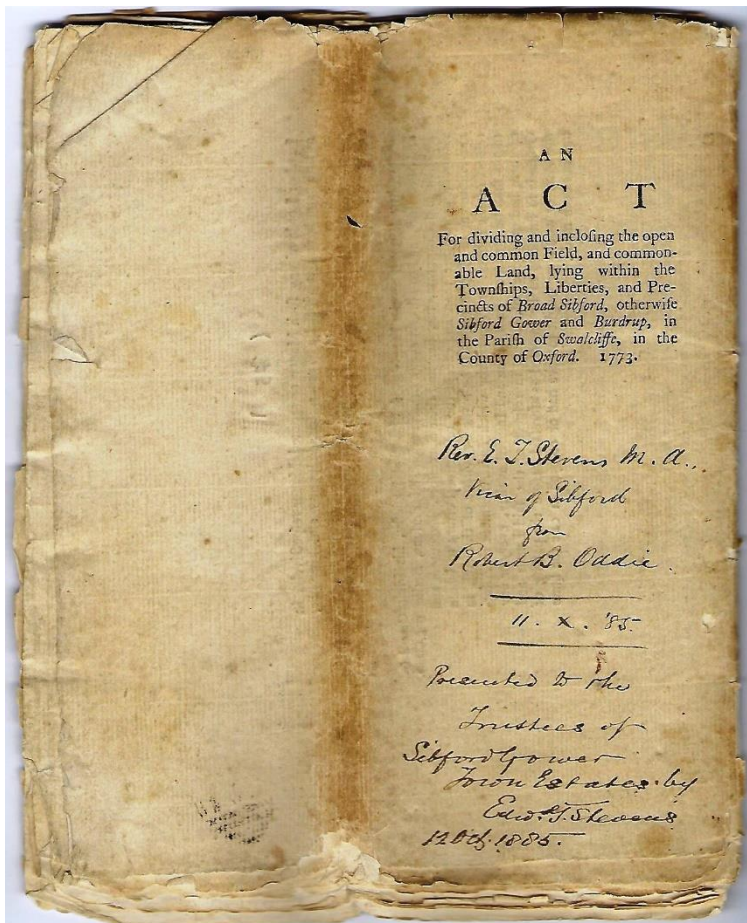 AN
ACT
For dividing and incloſing the open
and common Field, and common-
able Land, lying within the
Townſhips, Liberties, and Pre-
cincts of Broad Sibford, otherwiſe
Sibford Gower and Burdrup, in
the Pariſh of Swalcliffe, in the
County of Oxford. 1773.
Rev. E. T. Stevens M. A.,
Vicar of Sibford
from
Robert B. Oddie.
11. X. '85.
Presented to the
Trustees of
Sibford Gower
Town Estates by
Edw. T. Stevens
12 Oct. 1885.